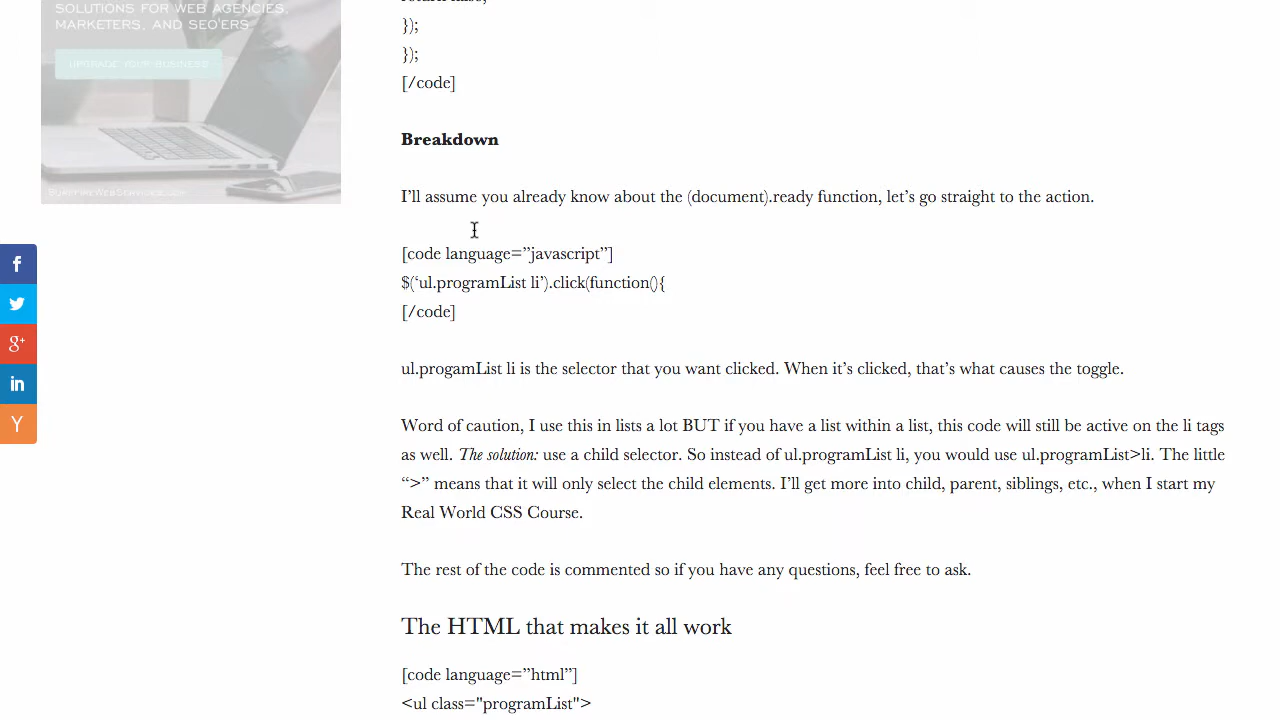 SOLUTIONS FOR WEB AGENCIES,
MARKETERS, AND SEO'ERS
UPGRADE YOUR BUSINESS
});
});
[/code]
Breakdown
I’ll assume you already know about the (document).ready function, let’s go straight to the action.
[code language=”javascript”]
$(‘ul.programList li’).click(function(){
[/code]
ul.progamList li is the selector that you want clicked. When it’s clicked, that’s what causes the toggle.
Word of caution, I use this in lists a lot BUT if you have a list within a list, this code will still be active on the li tags
as well. The solution: use a child selector. So instead of ul.programList li, you would use ul.programList>li. The little
“>” means that it will only select the child elements. I’ll get more into child, parent, siblings, etc., when I start my
Real World CSS Course.
The rest of the code is commented so if you have any questions, feel free to ask.
The HTML that makes it all work
[code language=”html”]
<ul class="programList">
f
g+
in
Y